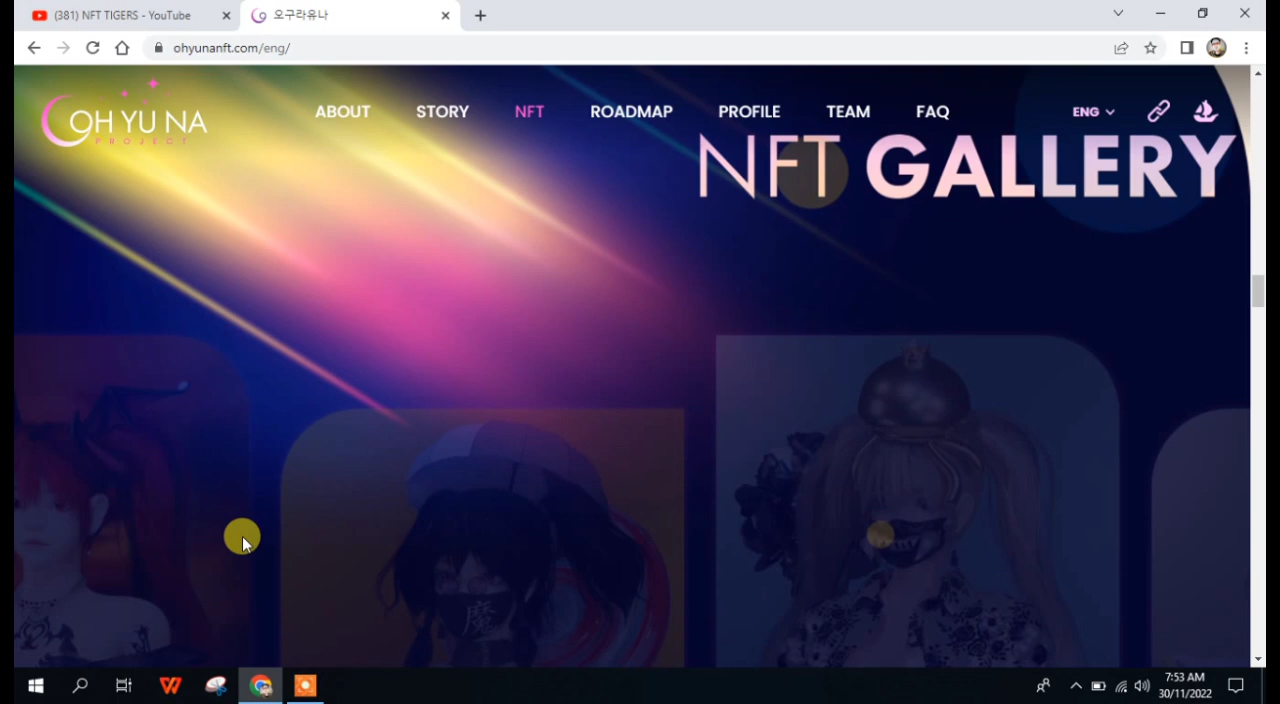 (381) NFT TIGERS - YouTube
오구라유나
ohyunanft.com/eng/
OH YU NA
PROJECT
ABOUT STORY NFT ROADMAP PROFILE TEAM FAQ ENG
NFT GALLERY
魔
7:53 AM
30/11/2022